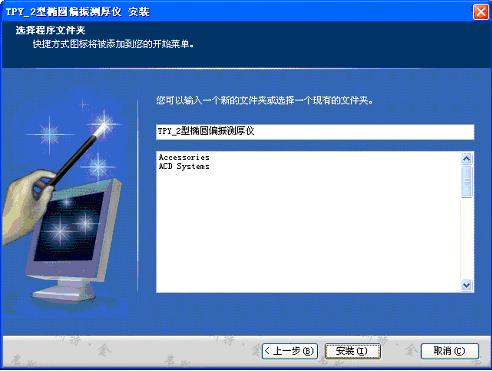 TPY_2型椭圆偏振测厚仪 安装
选择程序文件夹
快捷方式图标将被添加到您的开始菜单。
您可以输入一个新的文件夹或选择一个现有的文件夹。
TPY_2型椭圆偏振测厚仪
Accessories
ACD Systems
< 上一步(B)
安装(I)
取消(C)